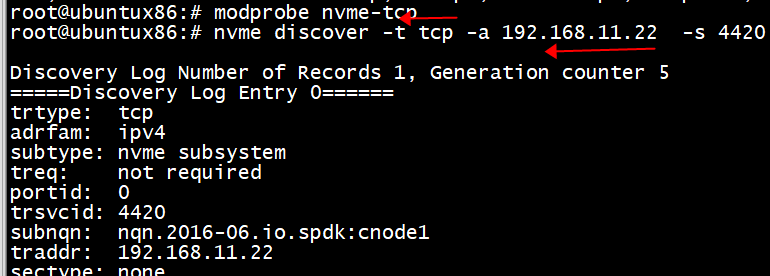 root@ubuntux86:# modprobe nvme-tcp
root@ubuntux86:# nvme discover -t tcp -a 192.168.11.22  -s 4420
Discovery Log Number of Records 1, Generation counter 5
=====Discovery Log Entry 0======
trtype:  tcp
adrfam:  ipv4
subtype: nvme subsystem
treq:    not required
portid:  0
trsvcid: 4420
subnqn:  nqn.2016-06.io.spdk:cnode1
traddr:  192.168.11.22
sectype: none